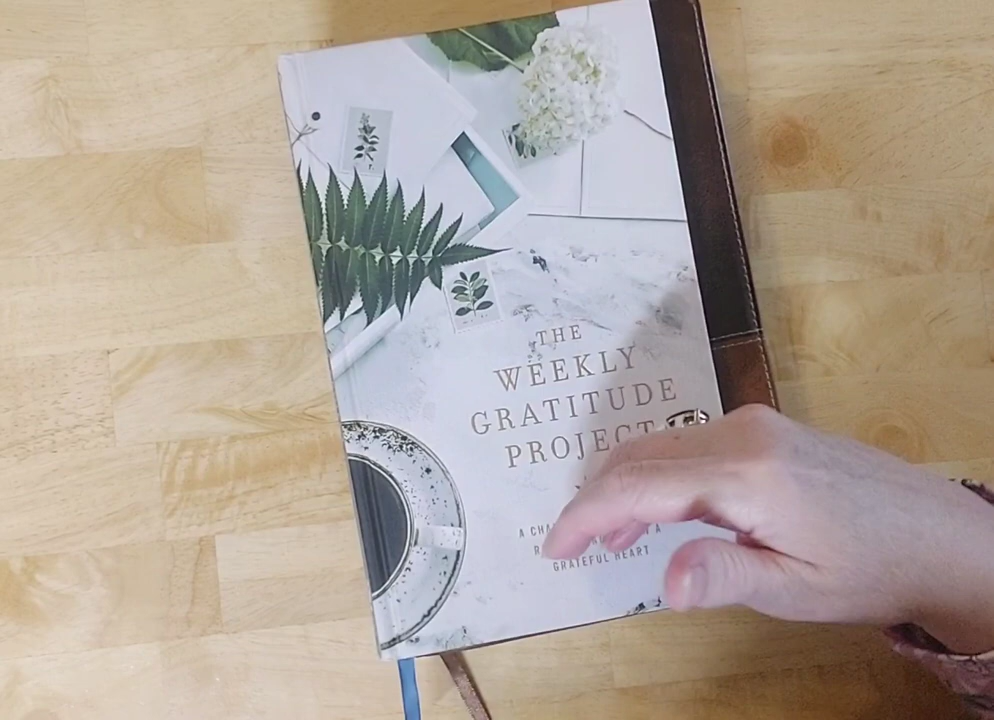 THE
WEEKLY
GRATITUDE
PROJECT
A
A
GRATEFUL HEART